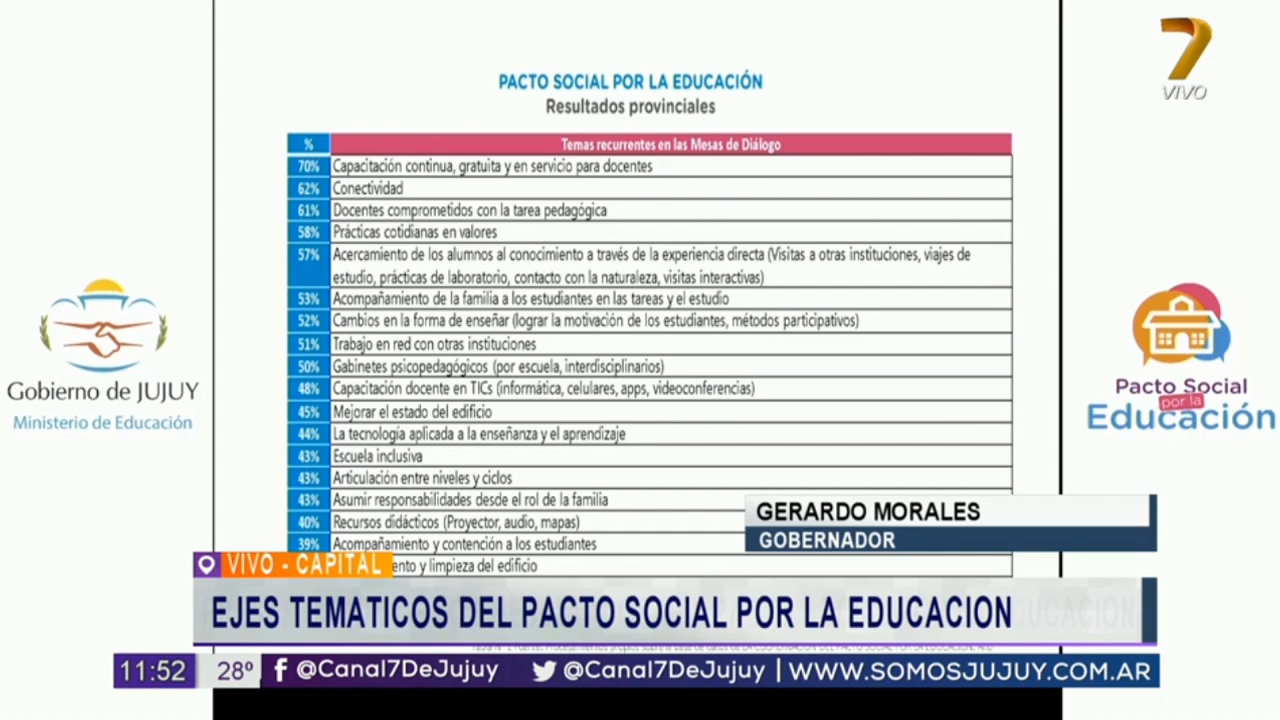 7
VIVO
PACTO SOCIAL POR LA EDUCACIÓN
Resultados provinciales
% Temas recurrentes en las Mesas de Diálogo
70% Capacitación continua, gratuita y en servicio para docentes
62% Conectividad
61% Docentes comprometidos con la tarea pedagógica
58% Prácticas cotidianas en valores
57% Acercamiento de los alumnos al conocimiento a través de la experiencia directa (Visitas a otras instituciones, viajes de
estudio, prácticas de laboratorio, contacto con la naturaleza, visitas interactivas)
53% Acompañamiento de la familia a los estudiantes en las tareas y el estudio
52% Cambios en la forma de enseñar (lograr la motivación de los estudiantes, métodos participativos)
51% Trabajo en red con otras instituciones
50% Gabinetes psicopedagógicos (por escuela, interdisciplinarios)
48% Capacitación docente en TICs (informática, celulares, apps, videoconferencias)
45% Mejorar el estado del edificio
44% La tecnología aplicada a la enseñanza y el aprendizaje
43% Escuela inclusiva
43% Articulación entre niveles y ciclos
43% Asumir responsabilidades desde el rol de la familia
40% Recursos didácticos (Proyector, audio, mapas)
39% Acompañamiento y contención a los estudiantes
ento y limpieza del edificio
Gobierno de JUJUY
Ministerio de Educación
Pacto Social
por la
Educación
GERARDO MORALES
GOBERNADOR
VIVO - CAPITAL
EJES TEMATICOS DEL PACTO SOCIAL POR LA EDUCACION
11:52 28º @Canal7DeJujuy @Canal7DeJujuy | WWW.SOMOSJUJUY.COM.AR